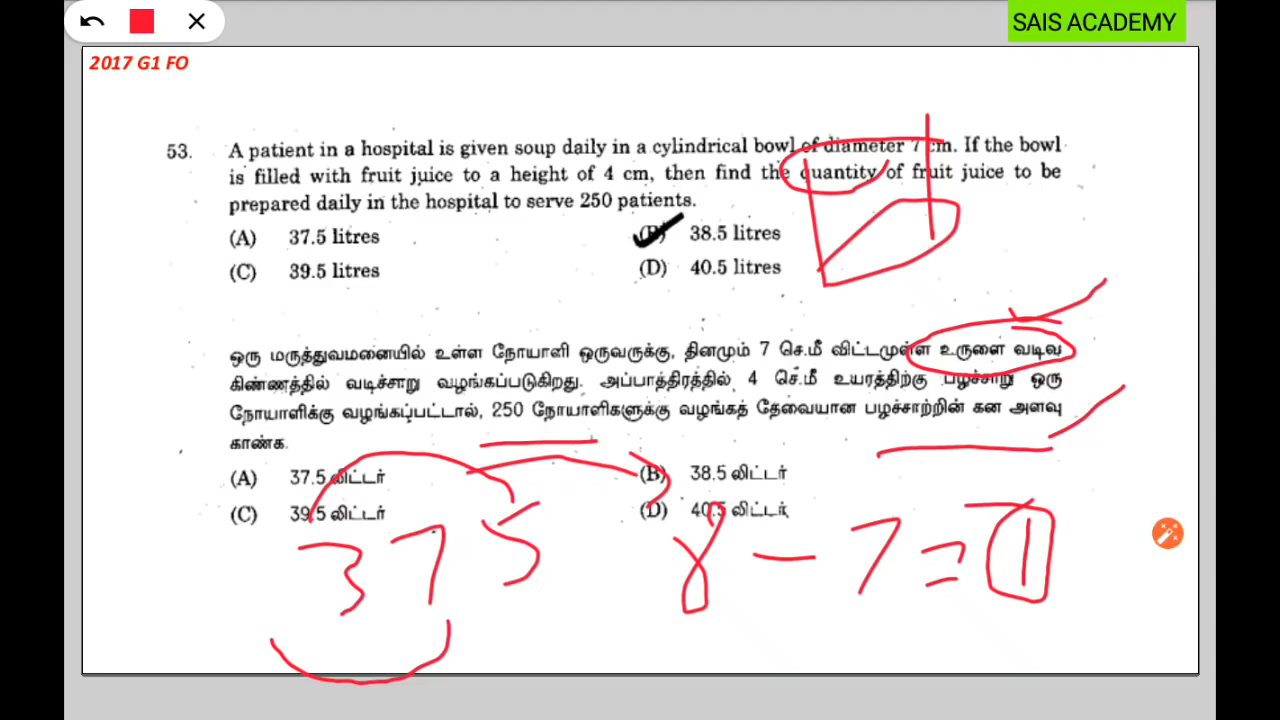 SAIS ACADEMY
2017 G1 FO
53. A patient in a hospital is given soup daily in a cylindrical bowl of diameter 7 cm. If the bowl
is filled with fruit juice to a height of 4 cm, then find the quantity of fruit juice to be
prepared daily in the hospital to serve 250 patients.
(A) 37.5 litres (B) 38.5 litres
(C) 39.5 litres (D) 40.5 litres
ஒரு மருத்துவமனையில் உள்ள நோயாளி ஒருவருக்கு, தினமும் 7 செ.மீ விட்டமுள்ள உருளை வடிவ
கிண்ணத்தில் வடிச்சாறு வழங்கப்படுகிறது. அப்பாத்திரத்தில் 4 செ.மீ உயரத்திற்கு பழச்சாறு ஒரு
நோயாளிக்கு வழங்கப்பட்டால், 250 நோயாளிகளுக்கு வழங்கத் தேவையான பழச்சாற்றின் கன அளவு
காண்க.
(A) 37.5 லிட்டர் (B) 38.5 லிட்டர்
(C) 39.5 லிட்டர் (D) 40.5 லிட்டர்
375 8 - 7 = 1